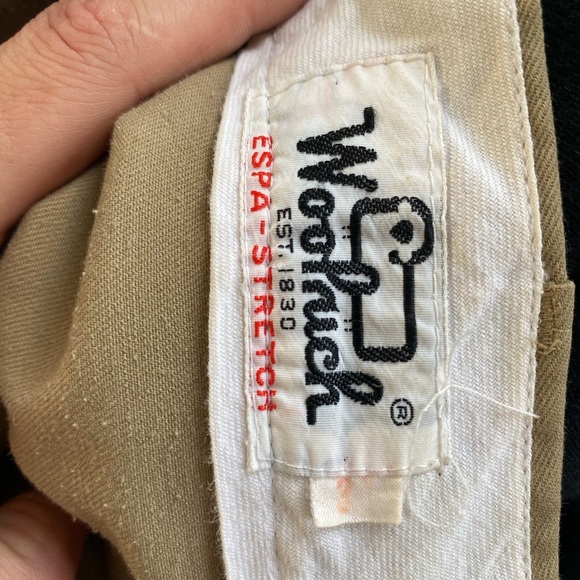 Woolrich
®
EST. 1830
ESPA-STRETCH